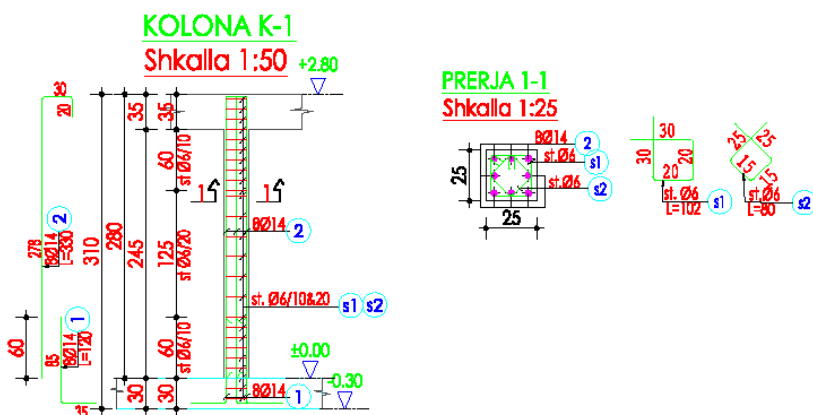 KOLONA K-1
Shkalla 1:50
+2.80
30
20
35
35
60
st Ø6/10
1
1
278
8Ø14
L=330
2
310
280
245
125
st Ø6/20
8Ø14
2
st. Ø6/10&20
s1
s2
60
85
8Ø14
L=120
1
35
60
st Ø6/10
±0.00
-0.30
30
30
8Ø14
1
PRERJA 1-1
Shkalla 1:25
8Ø14
2
st.Ø6
s1
st.Ø6
s2
25
25
30
30
20
20
st. Ø6
L=102
s1
25
25
15
15
st.Ø6
L=80
s2